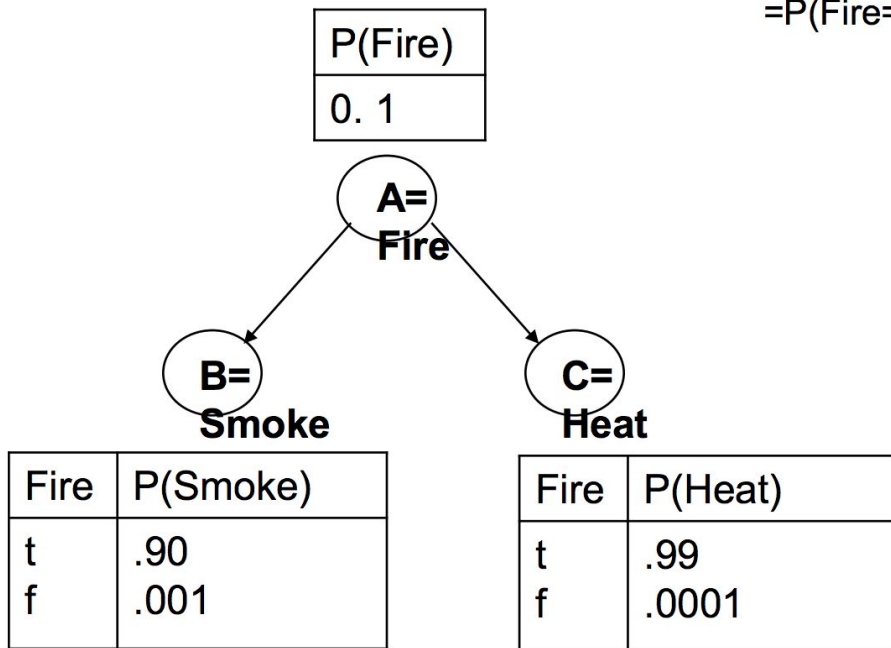 =P(Fire=
P(Fire)
0. 1
A=
Fire
B=
Smoke
C=
Heat
Fire P(Smoke)
t .90
f .001
Fire P(Heat)
t .99
f .0001